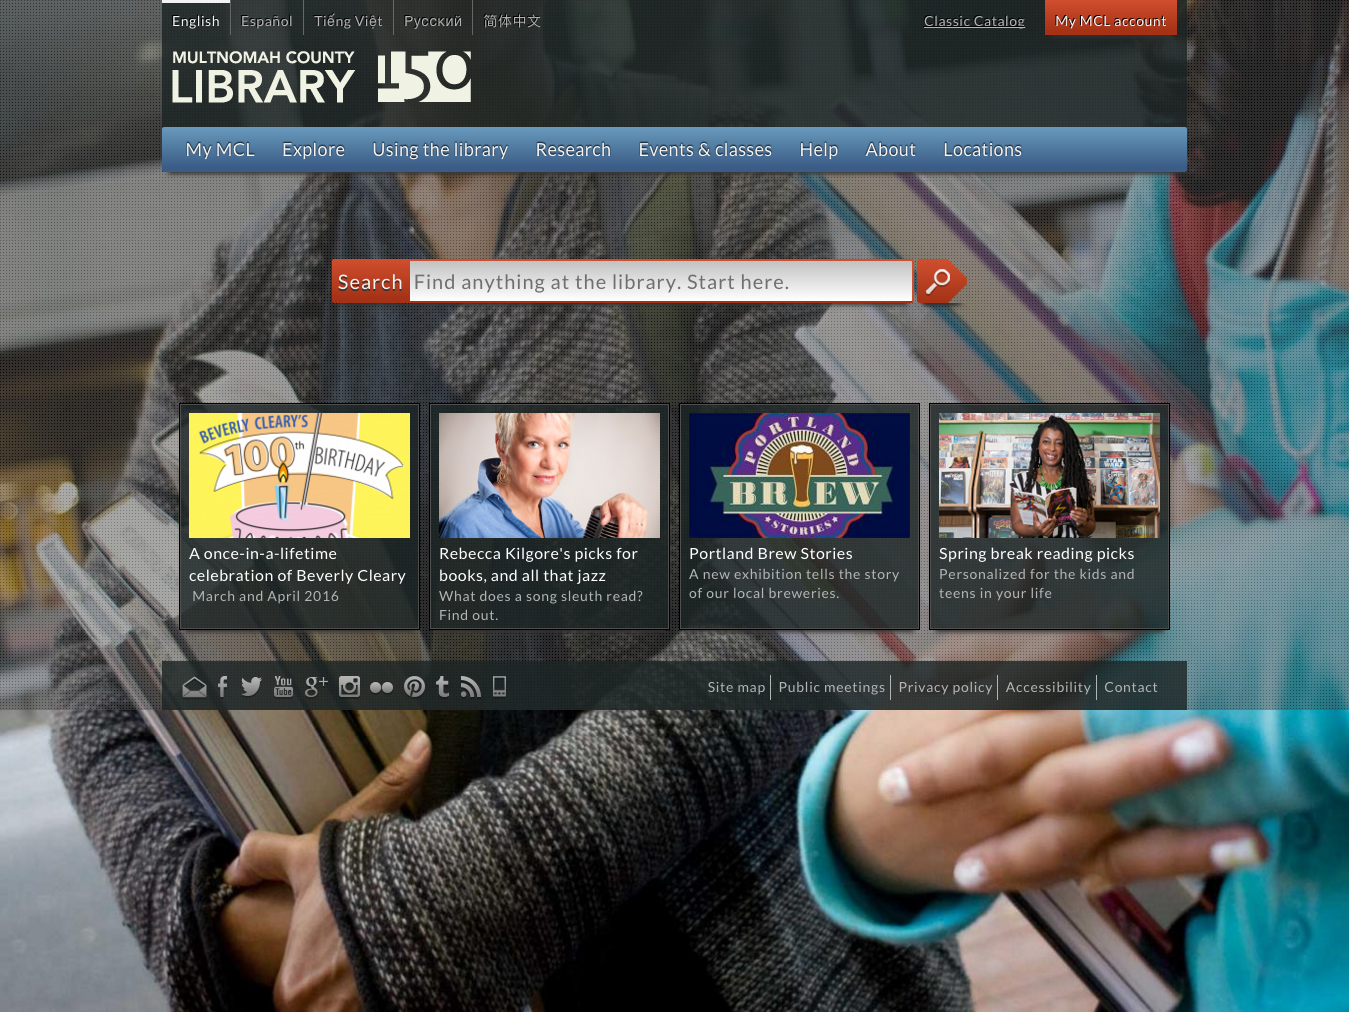 English
Español
Tiếng Việt
Русский
简体中文
Classic Catalog
My MCL account
MULTNOMAH COUNTY
LIBRARY
150
My MCL
Explore
Using the library
Research
Events & classes
Help
About
Locations
Search
Find anything at the library. Start here.
BEVERLY CLEARY'S
100th
BIRTHDAY
A once-in-a-lifetime
celebration of Beverly Cleary
March and April 2016
Rebecca Kilgore's picks for
books, and all that jazz
What does a song sleuth read?
Find out.
PORTLAND
BREW
STORIES
Portland Brew Stories
A new exhibition tells the story
of our local breweries.
STAR
WARS
Spring break reading picks
Personalized for the kids and
teens in your life
You
Tube
Site map
Public meetings
Privacy policy
Accessibility
Contact